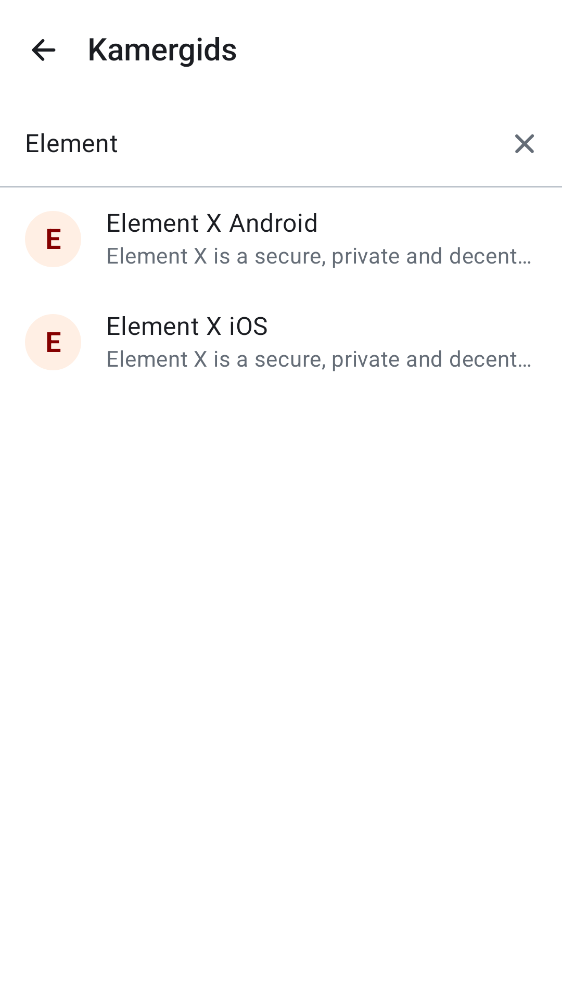 Kamergids
Element
E
Element X Android
Element X is a secure, private and decent…
E
Element X iOS
Element X is a secure, private and decent…